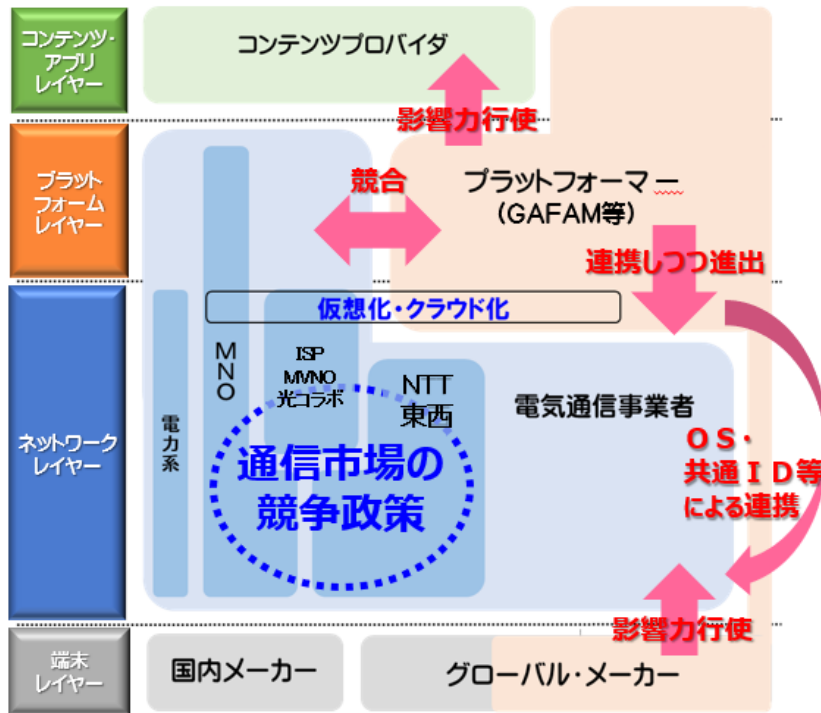 コンテンツ・
アプリ
レイヤー
コンテンツプロバイダ
影響力行使
プラット
フォーム
レイヤー
競合
プラットフォーマー
(GAFAM等)
連携しつつ進出
仮想化・クラウド化
ネットワーク
レイヤー
電力系
MNO
ISP
MVNO
光コラボ
NTT
東西
電気通信事業者
通信市場の
競争政策
ＯＳ・
共通ＩＤ等
による連携
影響力行使
端末
レイヤー
国内メーカー
グローバル・メーカー